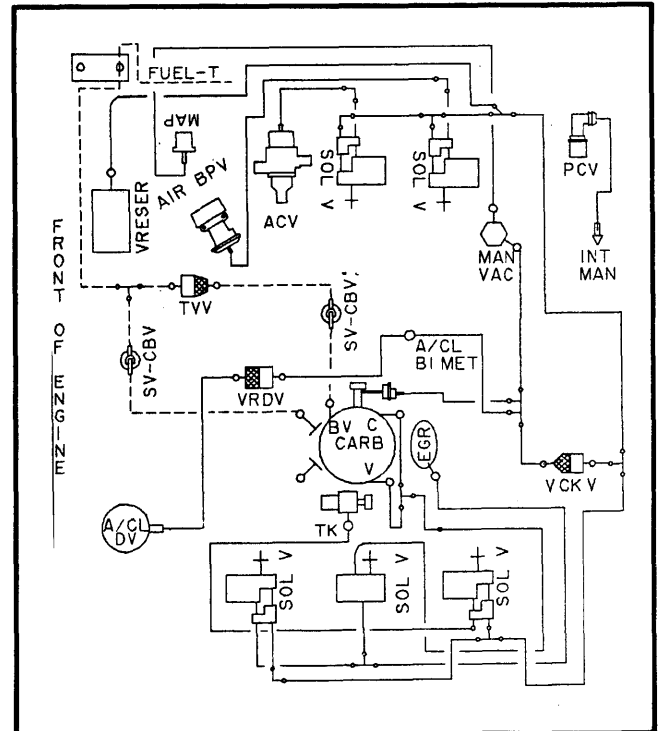 FUEL-T
MAP
VRESER
AIR BPV
ACV
SOL V
SOL V
PCV
MAN
VAC
INT
MAN
FRONT OF ENGINE
TVV
SV-CBV
SV-CBV
A/CL
BI MET
VRDV
BV C
CARB
V
EGR
VCKV
A/CL
DV
TK
SOL V
SOL V
SOL V